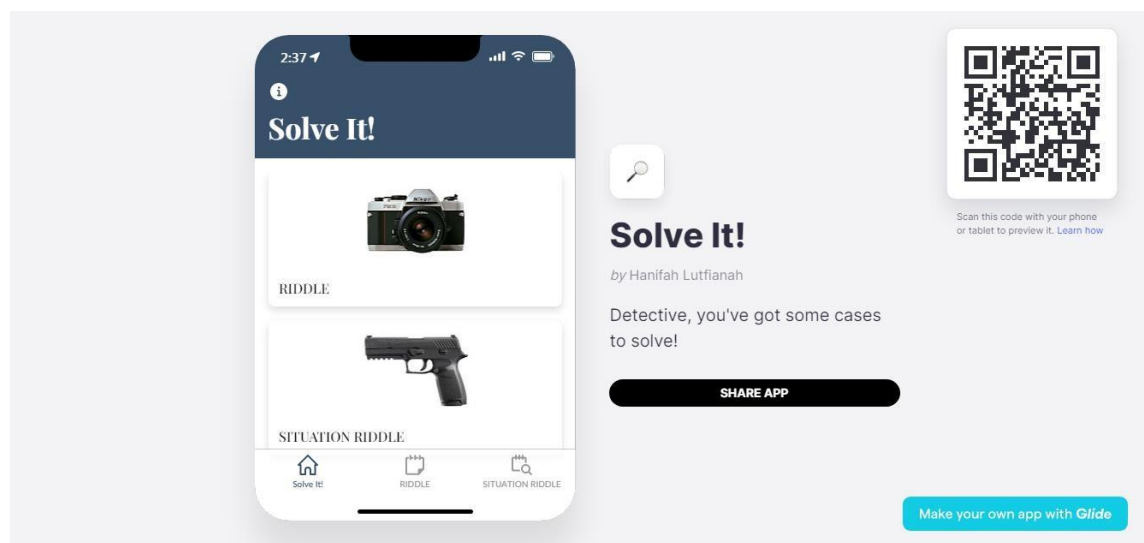 2:37
Solve It!
RIDDLE
SITUATION RIDDLE
Solve It!
RIDDLE
SITUATION RIDDLE
Solve It!
by Hanifah Lutfianah
Detective, you've got some cases
to solve!
SHARE APP
Scan this code with your phone
or tablet to preview it. Learn how
Make your own app with Glide